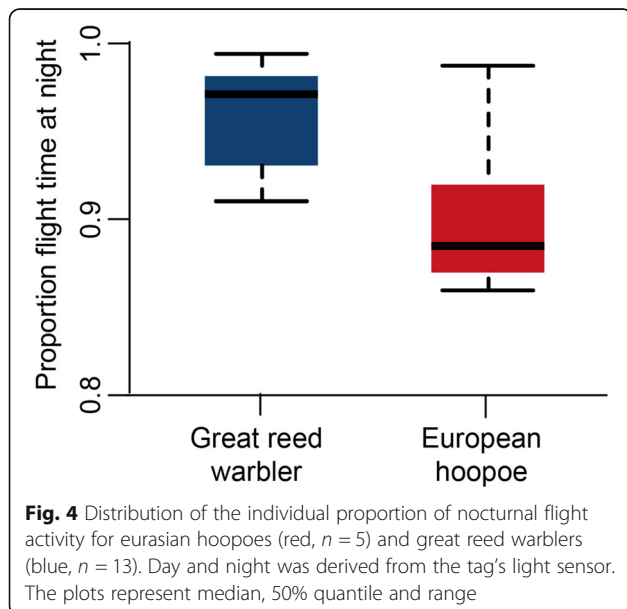 Proportion flight time at night
1.0
0.9
0.8
Great reed
warbler
European
hoopoe
Fig. 4 Distribution of the individual proportion of nocturnal flight
activity for eurasian hoopoes (red, n = 5) and great reed warblers
(blue, n = 13). Day and night was derived from the tag's light sensor.
The plots represent median, 50% quantile and range